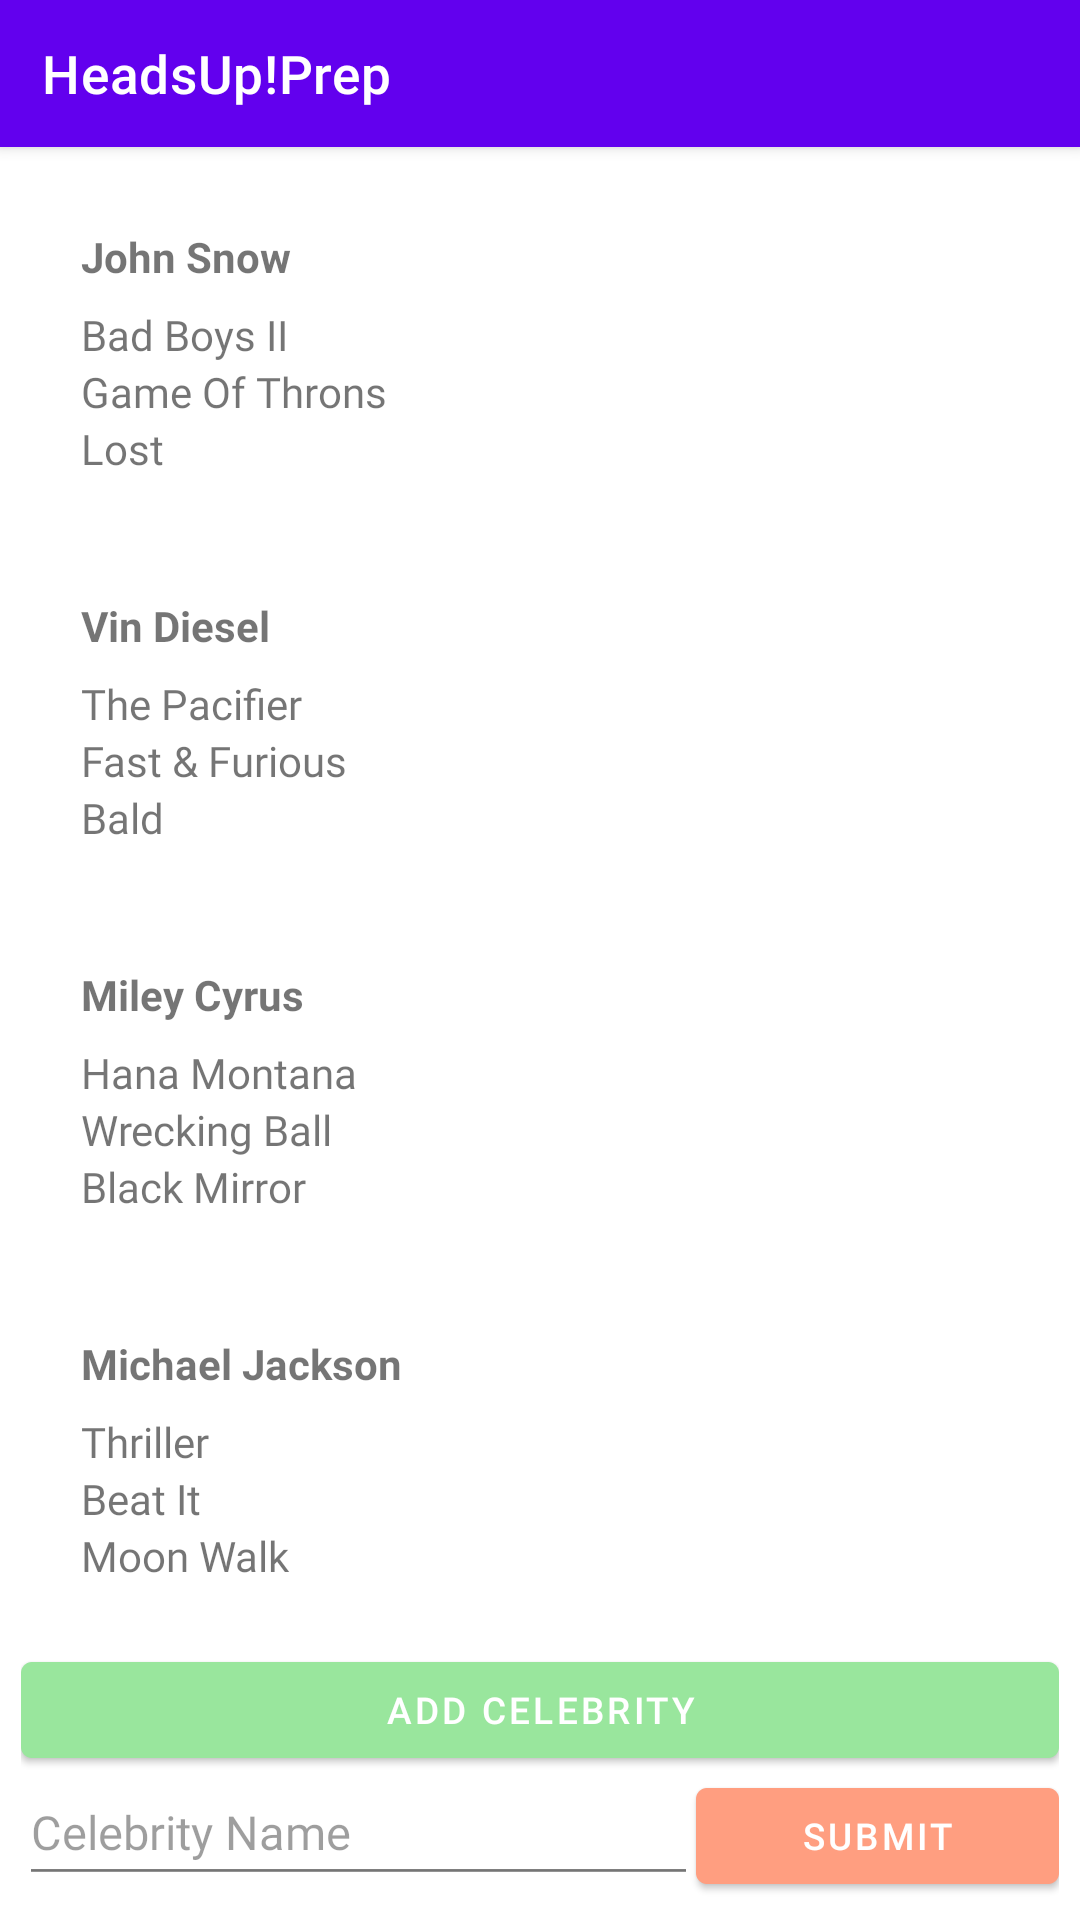 HeadsUp!Prep
John Snow
Bad Boys II
Game Of Throns
Lost
Vin Diesel
The Pacifier
Fast & Furious
Bald
Miley Cyrus
Hana Montana
Wrecking Ball
Black Mirror
Michael Jackson
Thriller
Beat It
Moon Walk
ADD CELEBRITY
Celebrity Name
SUBMIT